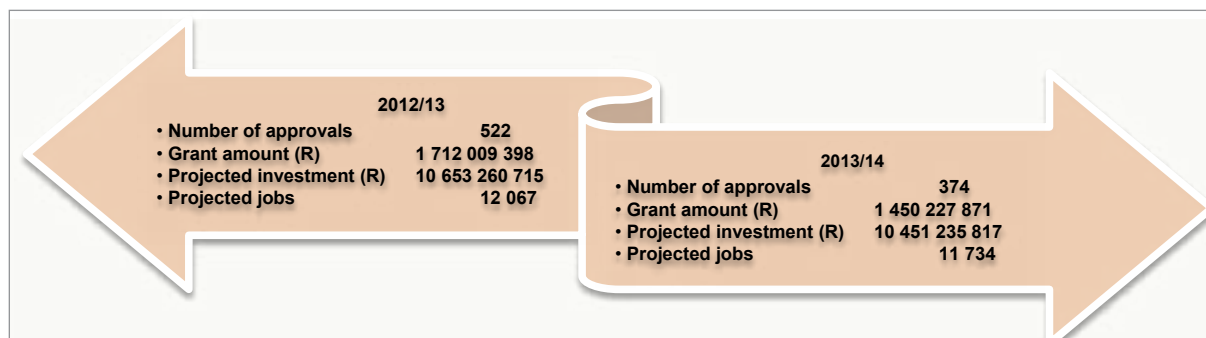 2012/13
• Number of approvals 522
• Grant amount (R) 1 712 009 398
• Projected investment (R) 10 653 260 715
• Projected jobs 12 067
2013/14
• Number of approvals 374
• Grant amount (R) 1 450 227 871
• Projected investment (R) 10 451 235 817
• Projected jobs 11 734